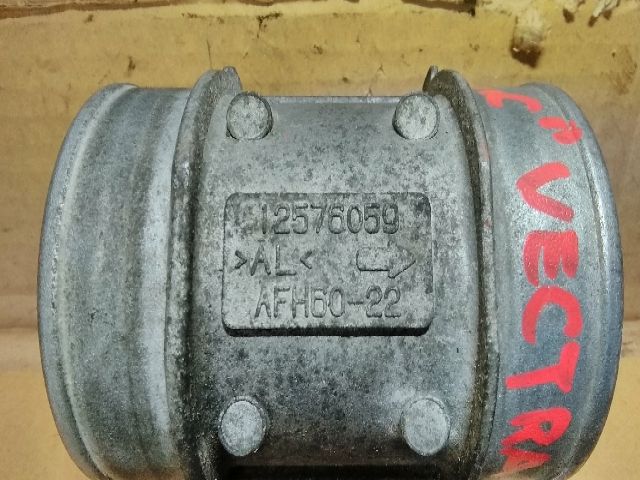 12576059
>AL<
AFH60-22
"C" VECTRA